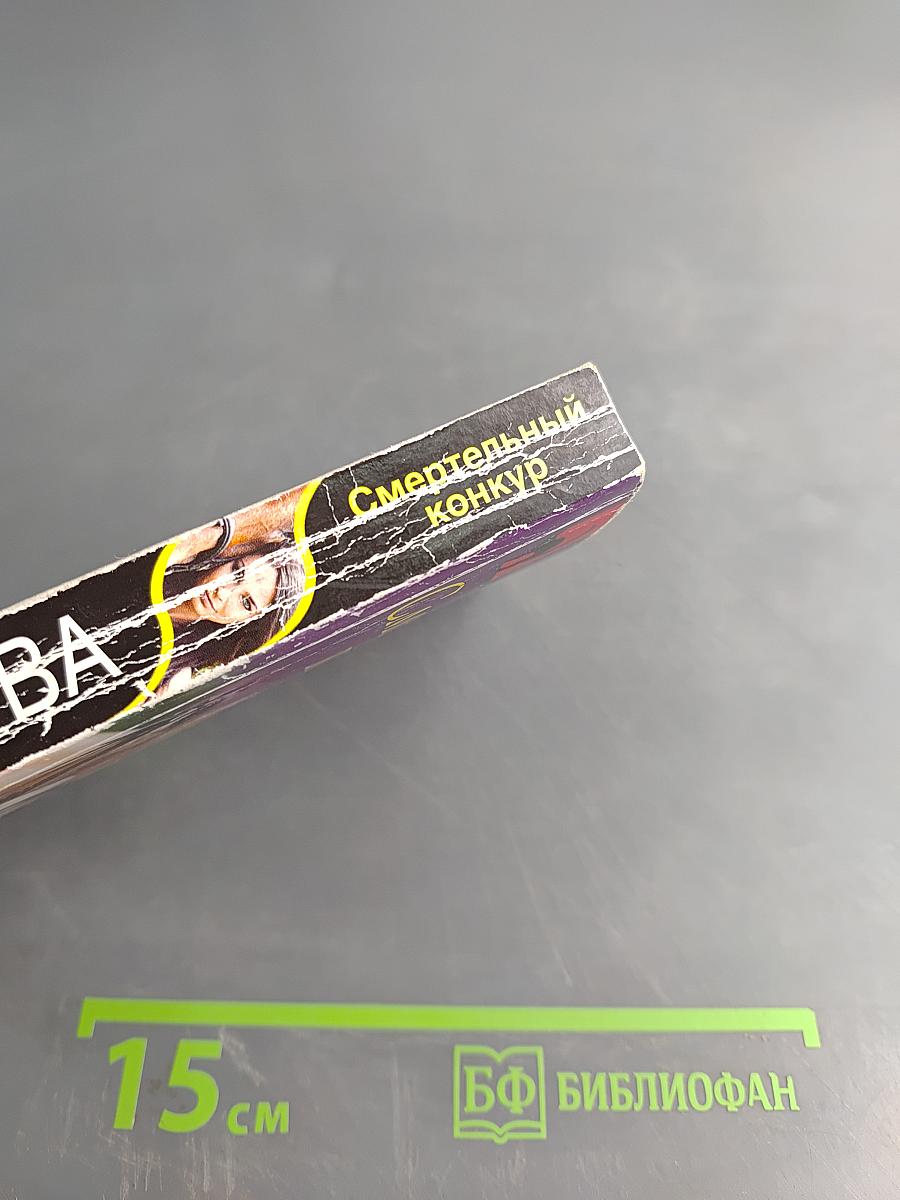 Смертельный
конкур
ВА
15 см
БФ БИБЛИОФАН